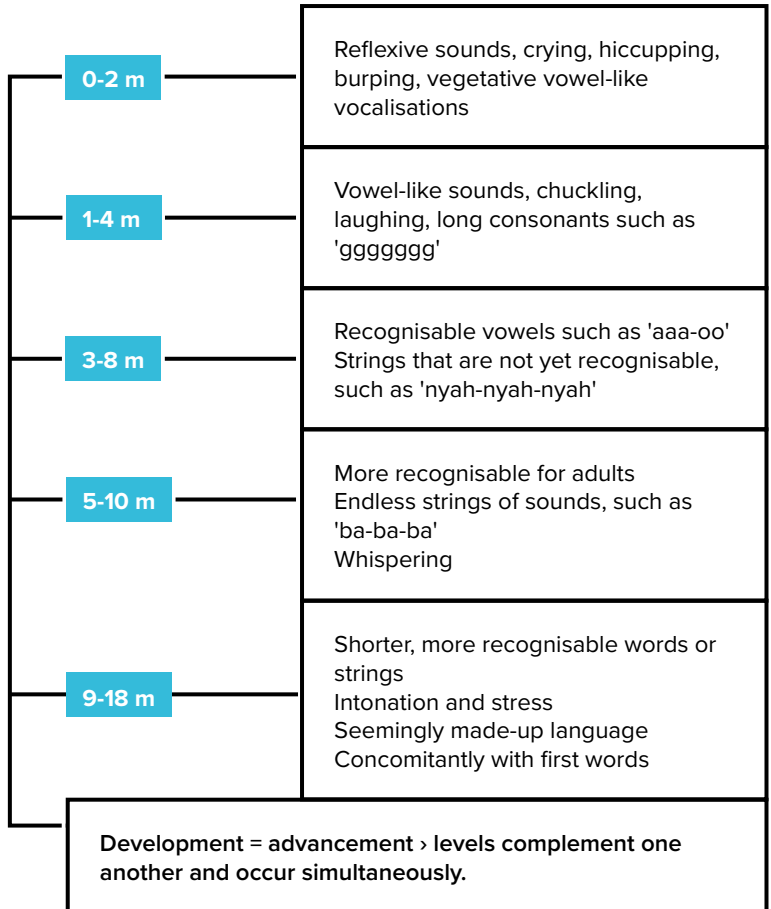 0-2 m
Reflexive sounds, crying, hiccupping,
burping, vegetative vowel-like
vocalisations
1-4 m
Vowel-like sounds, chuckling,
laughing, long consonants such as
'ggggggg'
3-8 m
Recognisable vowels such as 'aaa-oo'
Strings that are not yet recognisable,
such as 'nyah-nyah-nyah'
5-10 m
More recognisable for adults
Endless strings of sounds, such as
'ba-ba-ba'
Whispering
9-18 m
Shorter, more recognisable words or
strings
Intonation and stress
Seemingly made-up language
Concomitantly with first words
Development = advancement › levels complement one
another and occur simultaneously.